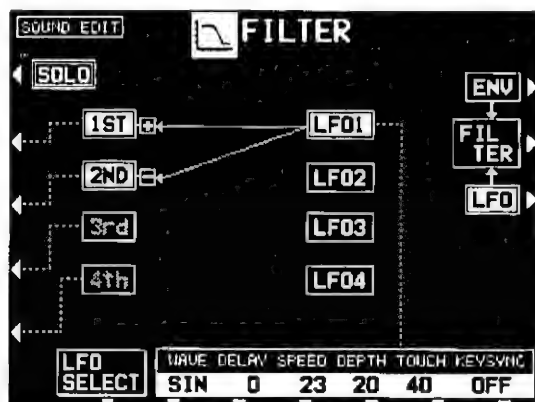 SOUND EDIT
FILTER
SOLO
ENV
1ST + LFO1
FIL
TER
2ND - LFO2
LFO
3rd LFO3
4th LFO4
LFO
SELECT
WAVE DELAY SPEED DEPTH TOUCH KEYSYNC
SIN 0 23 20 40 OFF